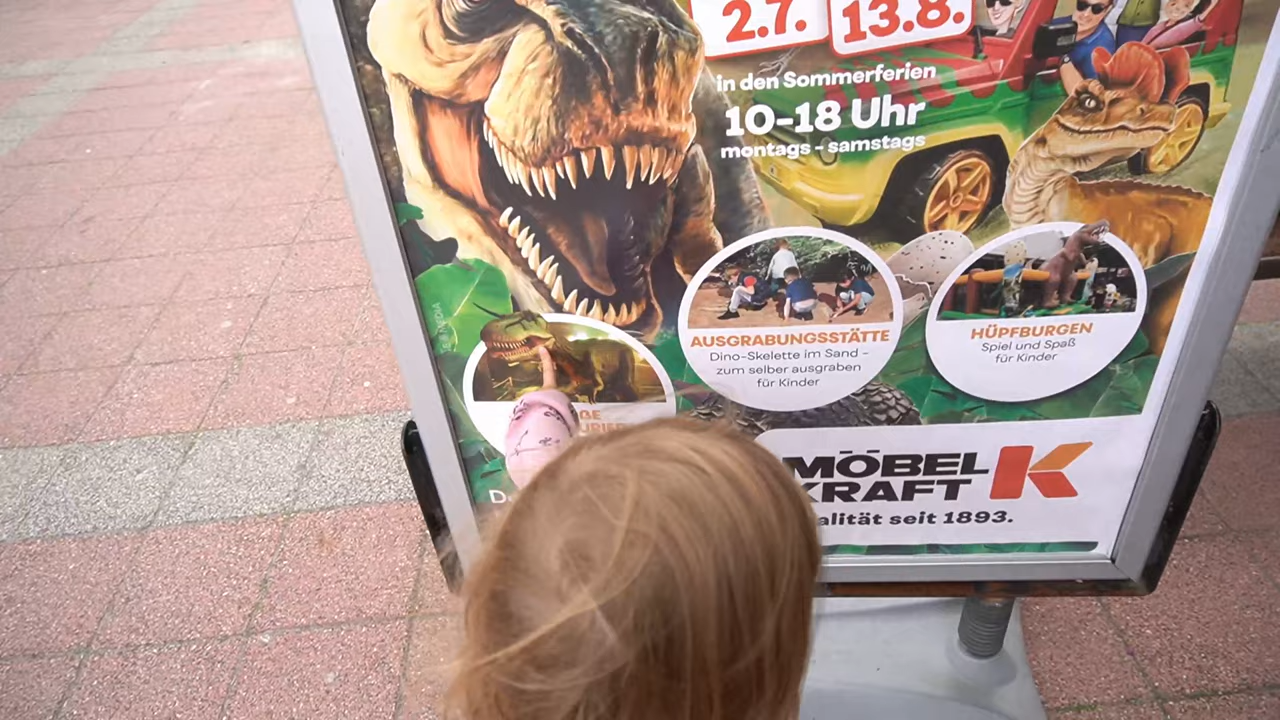 2.7.
13.8.
in den Sommerferien
10-18 Uhr
montags - samstags
AUSGRABUNGSSTÄTTE
Dino-Skelette im Sand -
zum selber ausgraben
für Kinder
HÜPFBURGEN
Spiel und Spaß
für Kinder
MÖBEL
KRAFT
alität seit 1893.